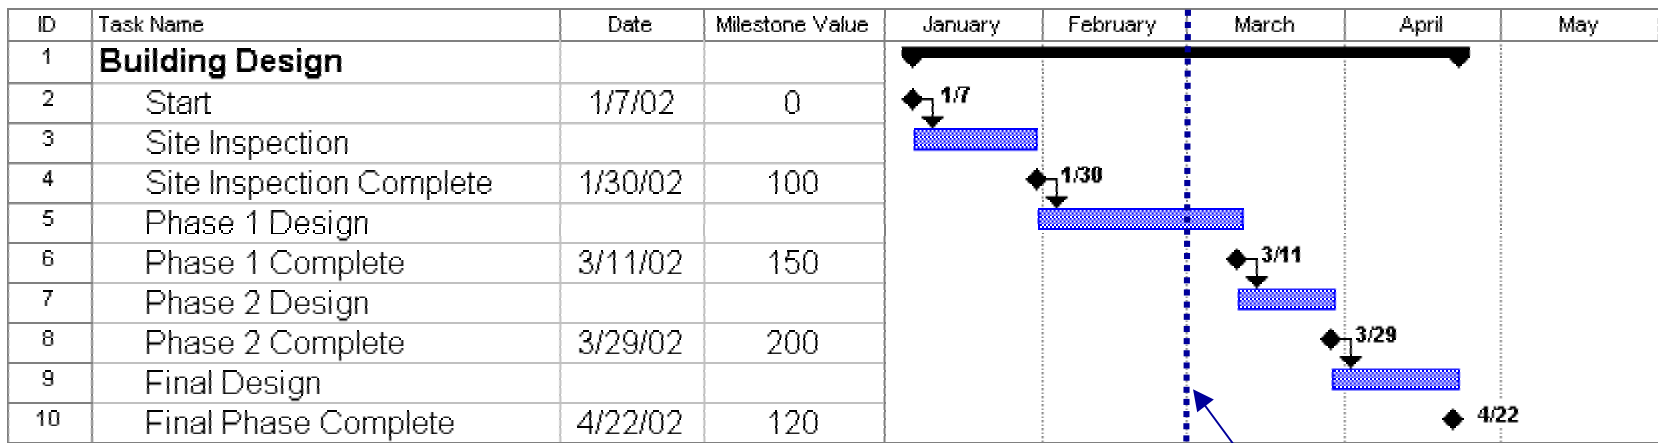 ID Task Name Date Milestone Value January February March April May
1 Building Design
2 Start 1/7/02 0 1/7
3 Site Inspection
4 Site Inspection Complete 1/30/02 100 1/30
5 Phase 1 Design
6 Phase 1 Complete 3/11/02 150 3/11
7 Phase 2 Design
8 Phase 2 Complete 3/29/02 200 3/29
9 Final Design
10 Final Phase Complete 4/22/02 120 4/22